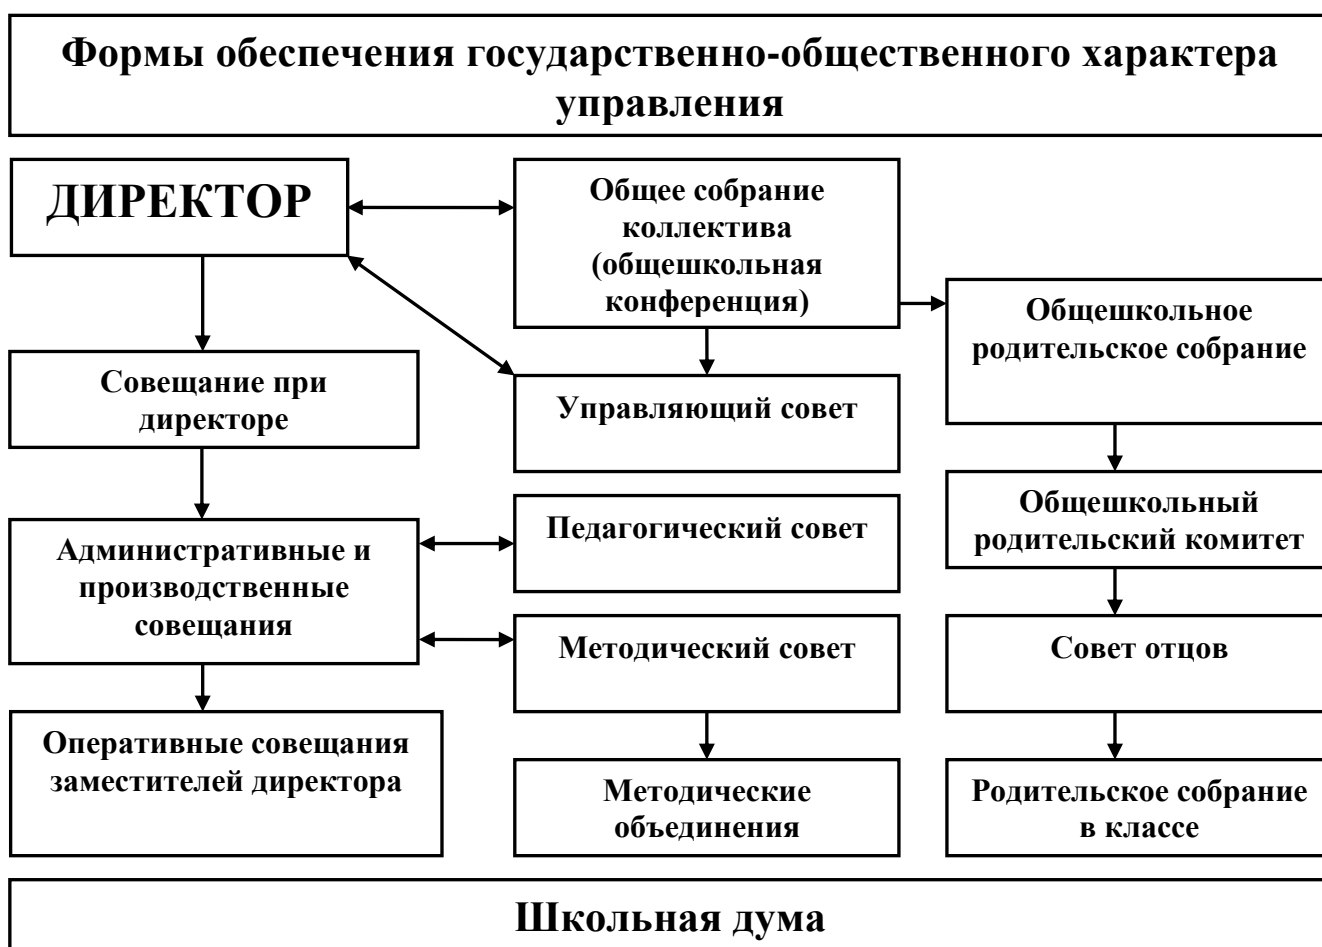 Формы обеспечения государственно-общественного характера
управления
ДИРЕКТОР
Общее собрание
коллектива
(общешкольная
конференция)
Общешкольное
родительское собрание
Совещание при
директоре
Управляющий совет
Административные и
производственные
совещания
Педагогический совет
Общешкольный
родительский комитет
Методический совет
Совет отцов
Оперативные совещания
заместителей директора
Методические
объединения
Родительское собрание
в классе
Школьная дума